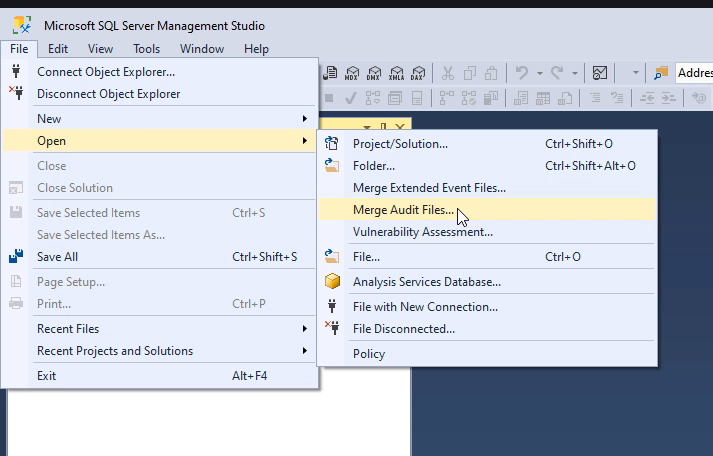 Microsoft SQL Server Management Studio
File Edit View Tools Window Help
MDX DMX XMLA DAX Addres
Connect Object Explorer...
Disconnect Object Explorer
New
Open
Close
Close Solution
Save Selected Items Ctrl+S
Save Selected Items As...
Save All Ctrl+Shift+S
Page Setup...
Print... Ctrl+P
Recent Files
Recent Projects and Solutions
Exit Alt+F4
Project/Solution... Ctrl+Shift+O
Folder... Ctrl+Shift+Alt+O
Merge Extended Event Files...
Merge Audit Files...
Vulnerability Assessment...
File... Ctrl+O
Analysis Services Database...
File with New Connection...
File Disconnected...
Policy